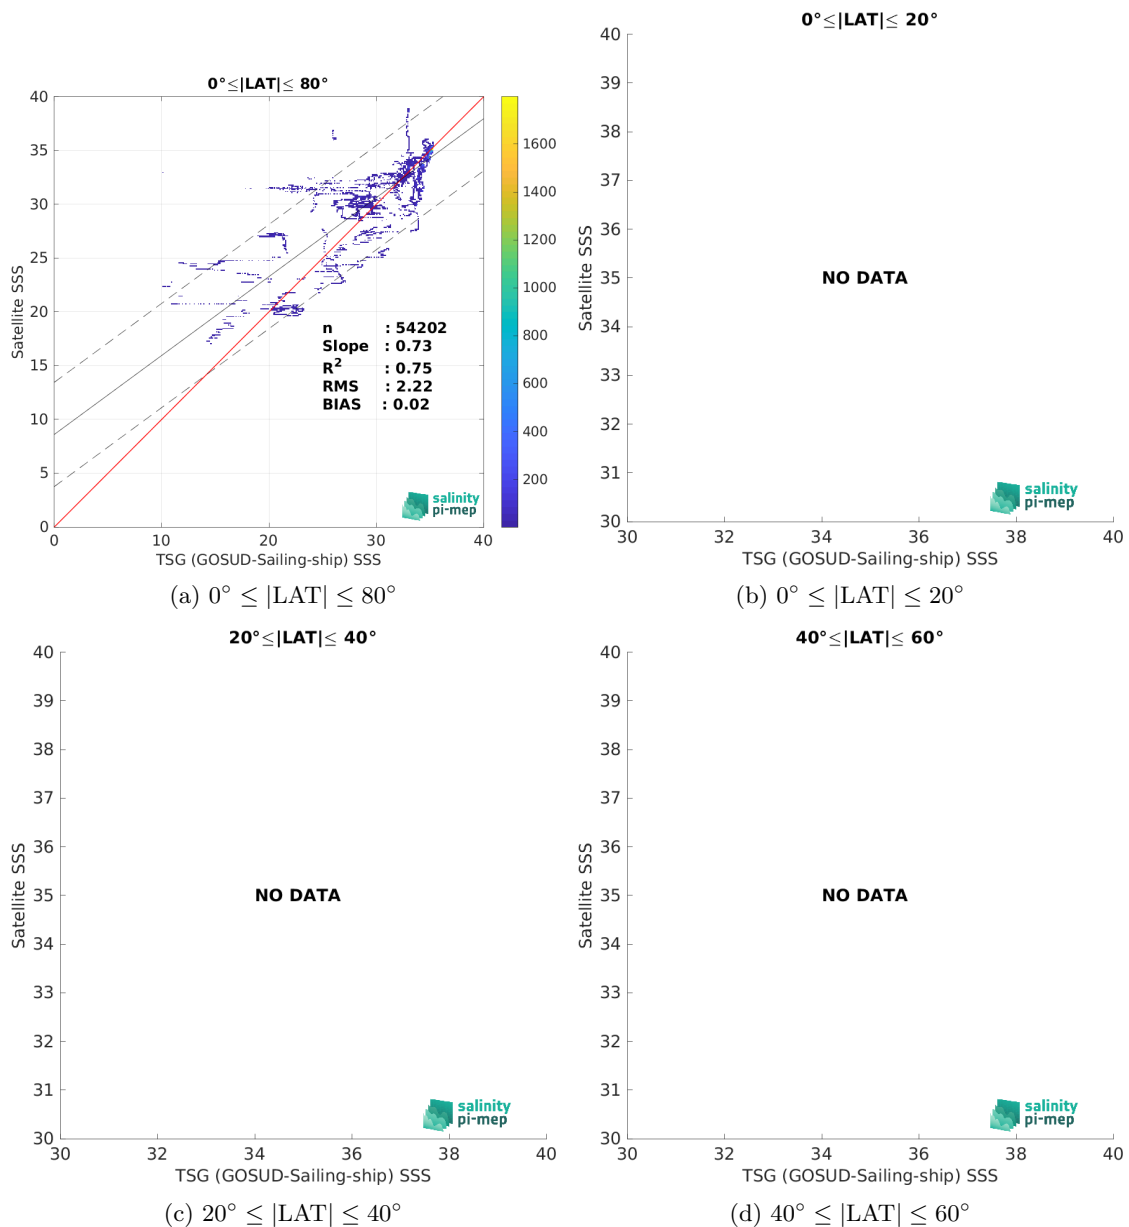 0°≤|LAT|≤ 80°
40
35
30
25
20
15
10
5
0
0
10
20
30
40
Satellite SSS
TSG (GOSUD-Sailing-ship) SSS
1600
1400
1200
1000
800
600
400
200
n : 54202
Slope : 0.73
R² : 0.75
RMS : 2.22
BIAS : 0.02
salinity
pi-mep
(a) 0° ≤ |LAT| ≤ 80°
0°≤|LAT|≤ 20°
40
39
38
37
36
35
34
33
32
31
30
30
32
34
36
38
40
Satellite SSS
NO DATA
salinity
pi-mep
TSG (GOSUD-Sailing-ship) SSS
(b) 0° ≤ |LAT| ≤ 20°
20°≤|LAT|≤ 40°
40
39
38
37
36
35
34
33
32
31
30
30
32
34
36
38
40
Satellite SSS
NO DATA
salinity
pi-mep
TSG (GOSUD-Sailing-ship) SSS
(c) 20° ≤ |LAT| ≤ 40°
40°≤|LAT|≤ 60°
40
39
38
37
36
35
34
33
32
31
30
30
32
34
36
38
40
Satellite SSS
NO DATA
salinity
pi-mep
TSG (GOSUD-Sailing-ship) SSS
(d) 40° ≤ |LAT| ≤ 60°